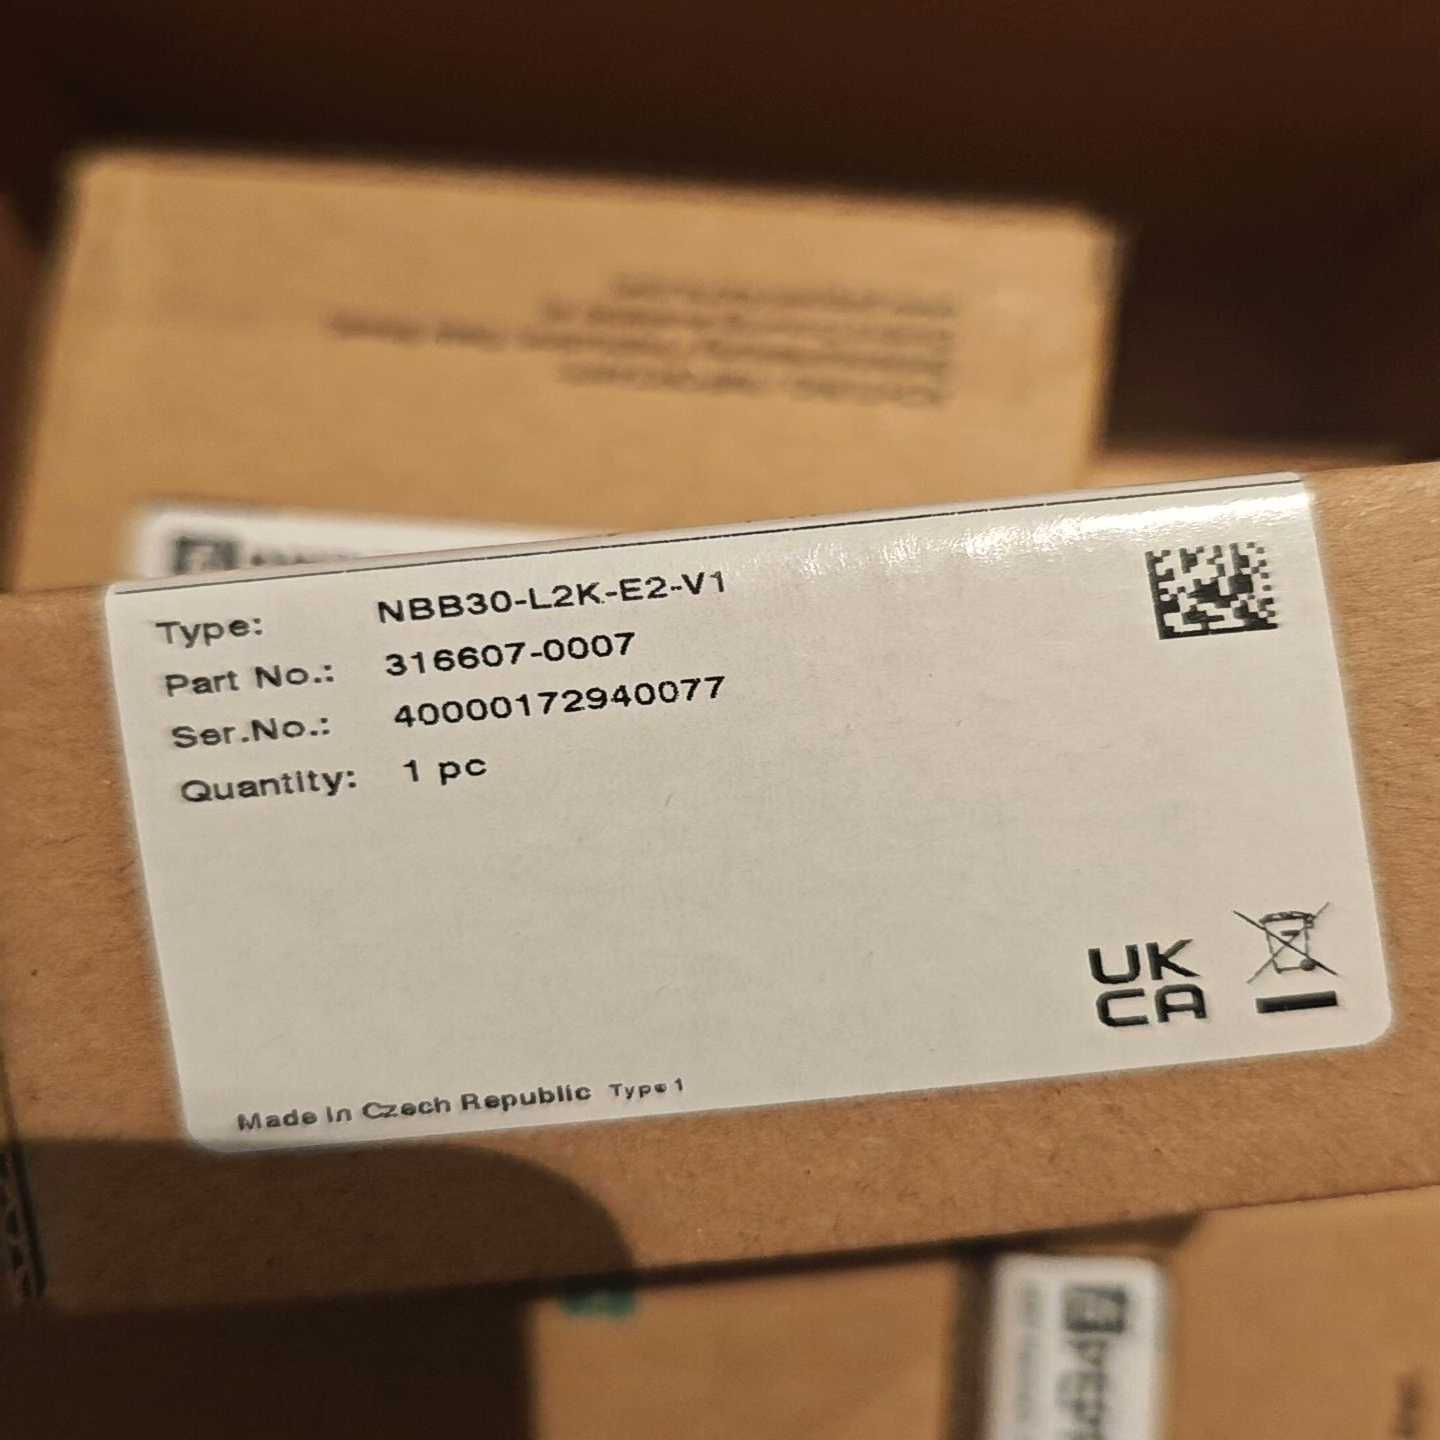 Type: NBB30-L2K-E2-V1
Part No.: 316607-0007
Ser.No.: 40000172940077
Quantity: 1 pc
UK
CA
Made in Czech Republic Type 1